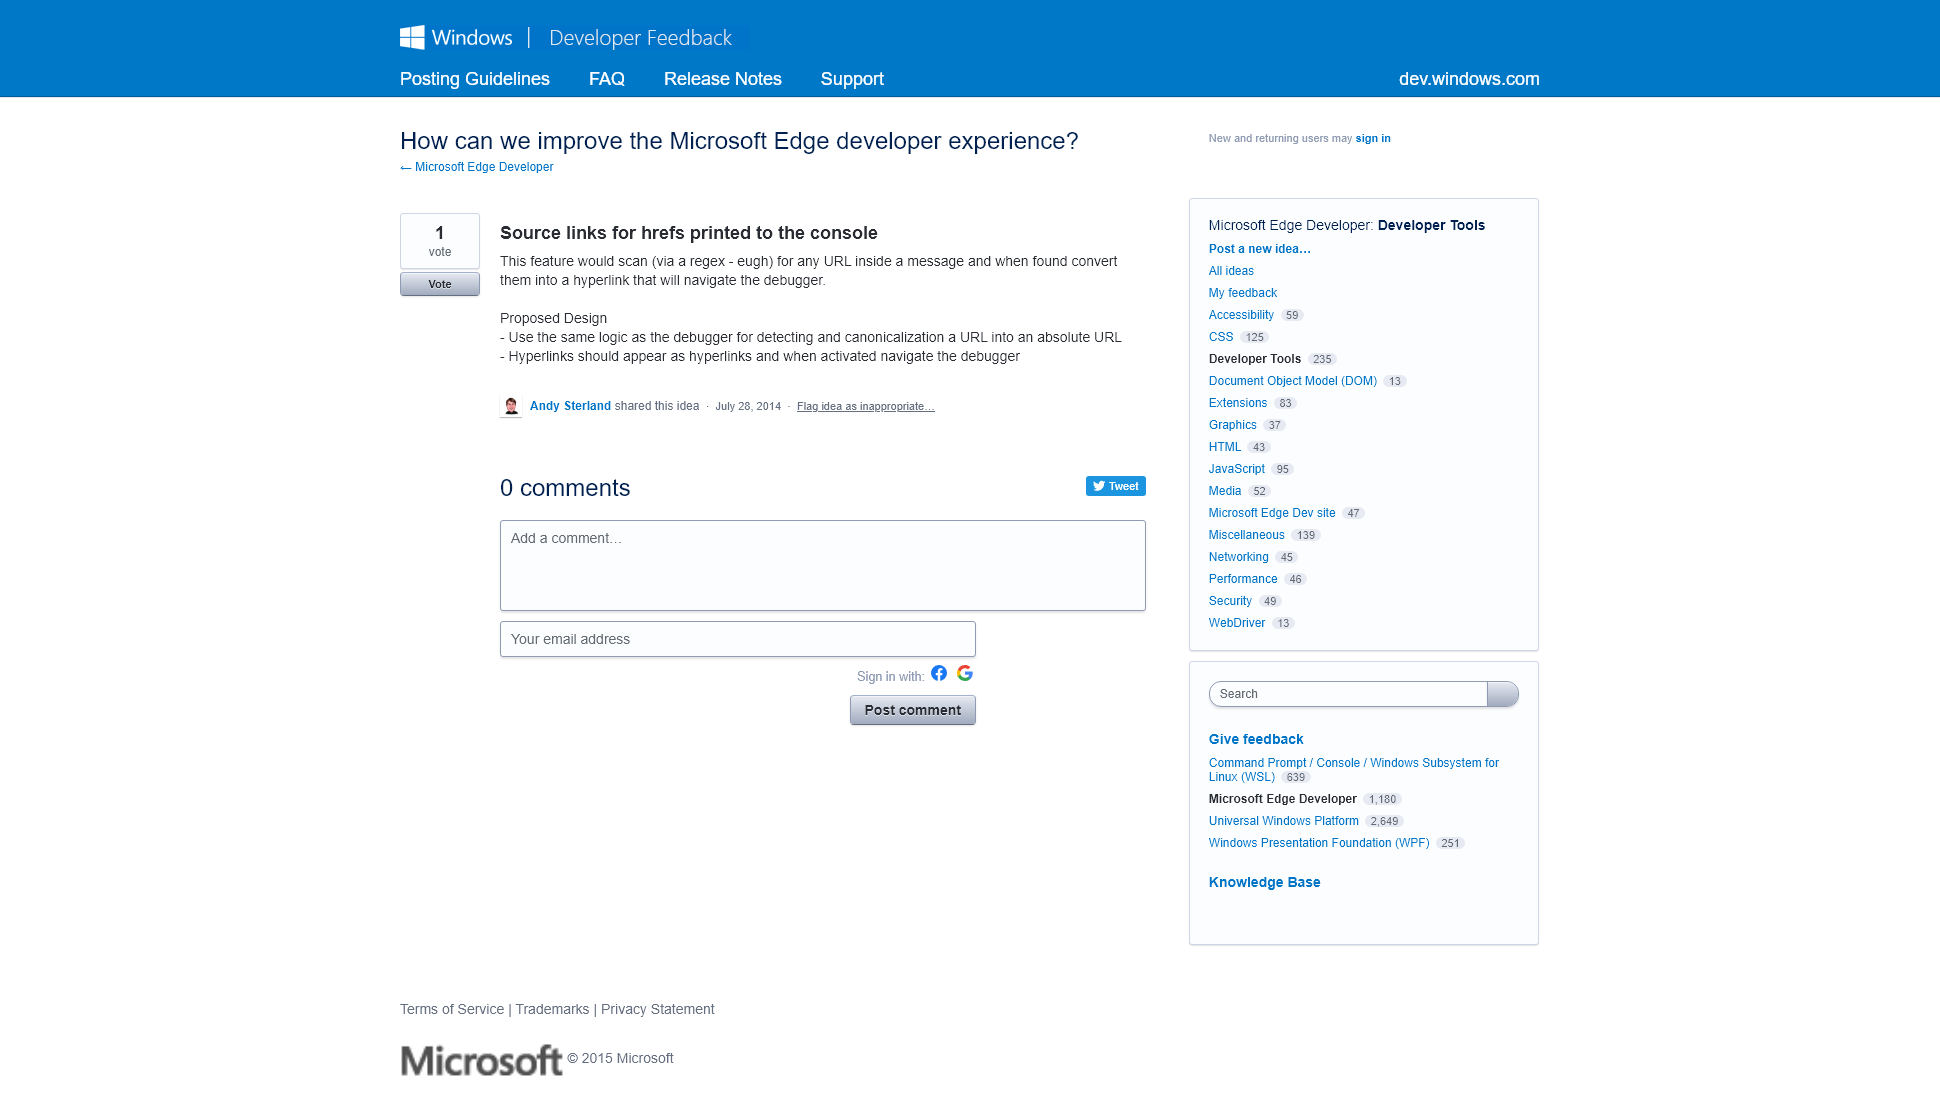 Windows | Developer Feedback
Posting Guidelines FAQ Release Notes Support dev.windows.com
How can we improve the Microsoft Edge developer experience?
← Microsoft Edge Developer
New and returning users may sign in
1
vote
Vote
Source links for hrefs printed to the console
This feature would scan (via a regex - eugh) for any URL inside a message and when found convert
them into a hyperlink that will navigate the debugger.
Proposed Design
- Use the same logic as the debugger for detecting and canonicalization a URL into an absolute URL
- Hyperlinks should appear as hyperlinks and when activated navigate the debugger
Andy Sterland shared this idea · July 28, 2014 · Flag idea as inappropriate…
0 comments
Tweet
Add a comment…
Your email address
Sign in with:
Post comment
Microsoft Edge Developer: Developer Tools
Post a new idea…
All ideas
My feedback
Accessibility 59
CSS 125
Developer Tools 235
Document Object Model (DOM) 13
Extensions 83
Graphics 37
HTML 43
JavaScript 95
Media 52
Microsoft Edge Dev site 47
Miscellaneous 139
Networking 45
Performance 46
Security 49
WebDriver 13
Search
Give feedback
Command Prompt / Console / Windows Subsystem for
Linux (WSL) 639
Microsoft Edge Developer 1,180
Universal Windows Platform 2,649
Windows Presentation Foundation (WPF) 251
Knowledge Base
Terms of Service | Trademarks | Privacy Statement
Microsoft © 2015 Microsoft